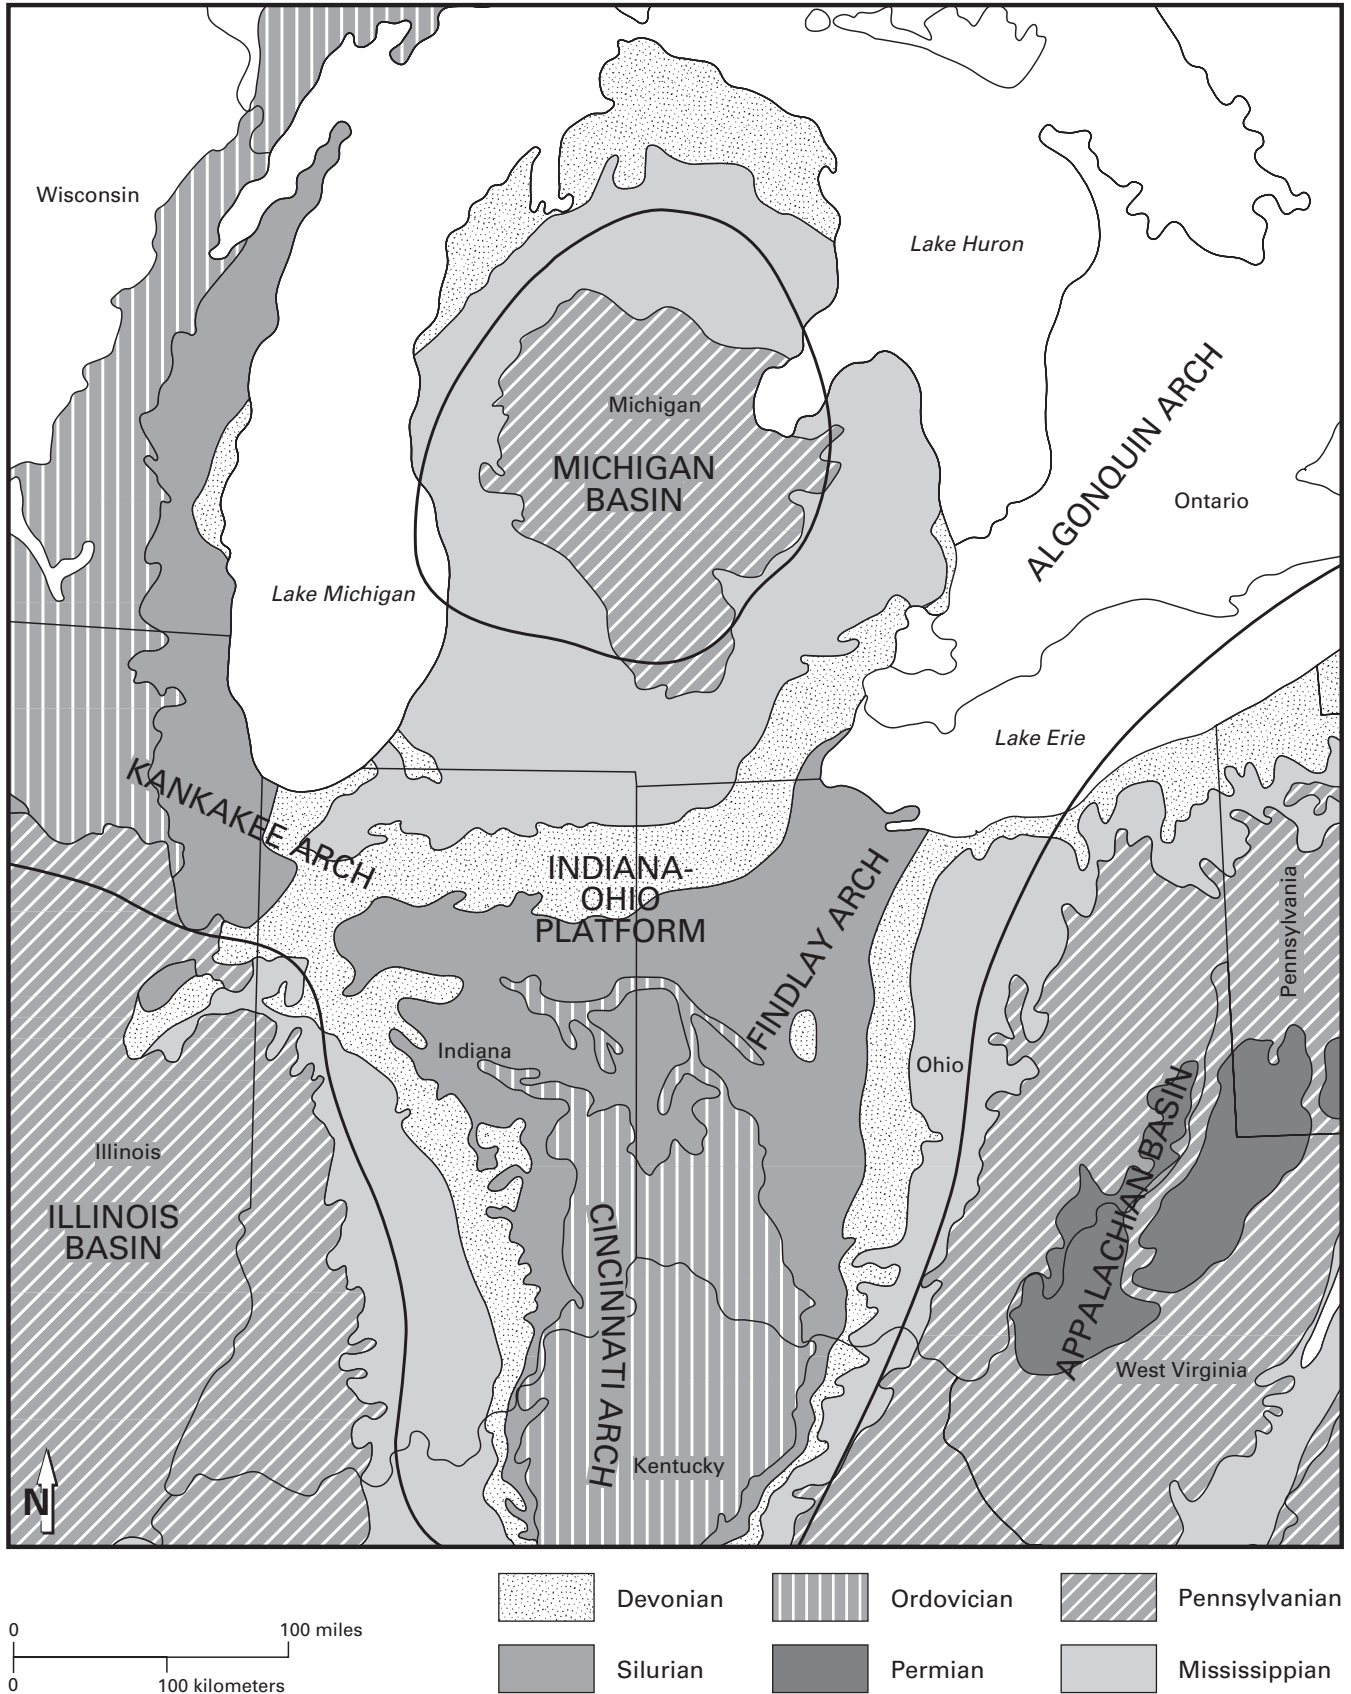 Wisconsin
Lake Huron
ALGONQUIN ARCH
Michigan
MICHIGAN
BASIN
Ontario
Lake Michigan
Lake Erie
KANKAKEE ARCH
INDIANA-
OHIO
PLATFORM
FINDLAY ARCH
Pennsylvania
Indiana
Ohio
Illinois
ILLINOIS
BASIN
CINCINNATI ARCH
APPALACHIAN BASIN
West Virginia
Kentucky
N
Devonian
Ordovician
Pennsylvanian
Silurian
Permian
Mississippian
0
100 miles
0
100 kilometers